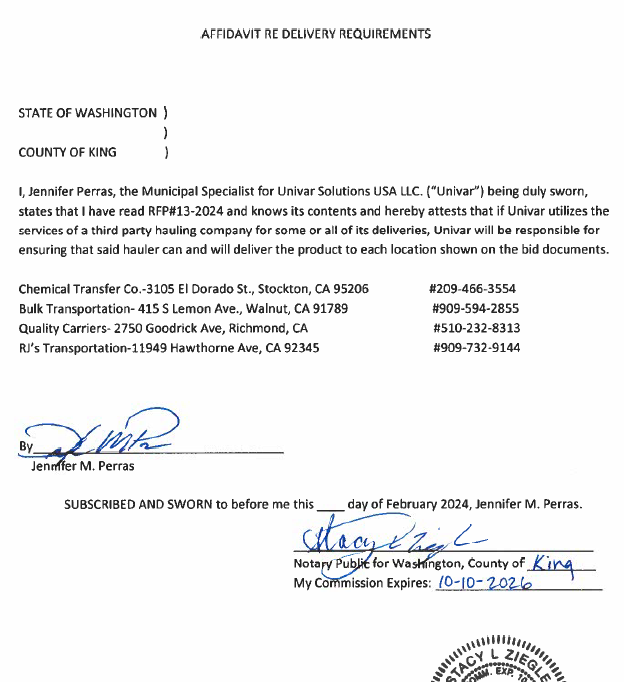 AFFIDAVIT RE DELIVERY REQUIREMENTS
STATE OF WASHINGTON )
)
COUNTY OF KING )
I, Jennifer Perras, the Municipal Specialist for Univar Solutions USA LLC. (“Univar”) being duly sworn,
states that I have read RFP#13-2024 and knows its contents and hereby attests that if Univar utilizes the
services of a third party hauling company for some or all of its deliveries, Univar will be responsible for
ensuring that said hauler can and will deliver the product to each location shown on the bid documents.
Chemical Transfer Co.-3105 El Dorado St., Stockton, CA 95206 #209-466-3554
Bulk Transportation- 415 S Lemon Ave., Walnut, CA 91789 #909-594-2855
Quality Carriers- 2750 Goodrick Ave, Richmond, CA #510-232-8313
RJ's Transportation-11949 Hawthorne Ave, CA 92345 #909-732-9144
By
Jennifer M. Perras
SUBSCRIBED AND SWORN to before me this ____ day of February 2024, Jennifer M. Perras.
Stacy L Ziegle
Notary Public for Washington, County of King
My Commission Expires: 10-10-2026
STACY L ZIEGLE
COMM. EXP. 10